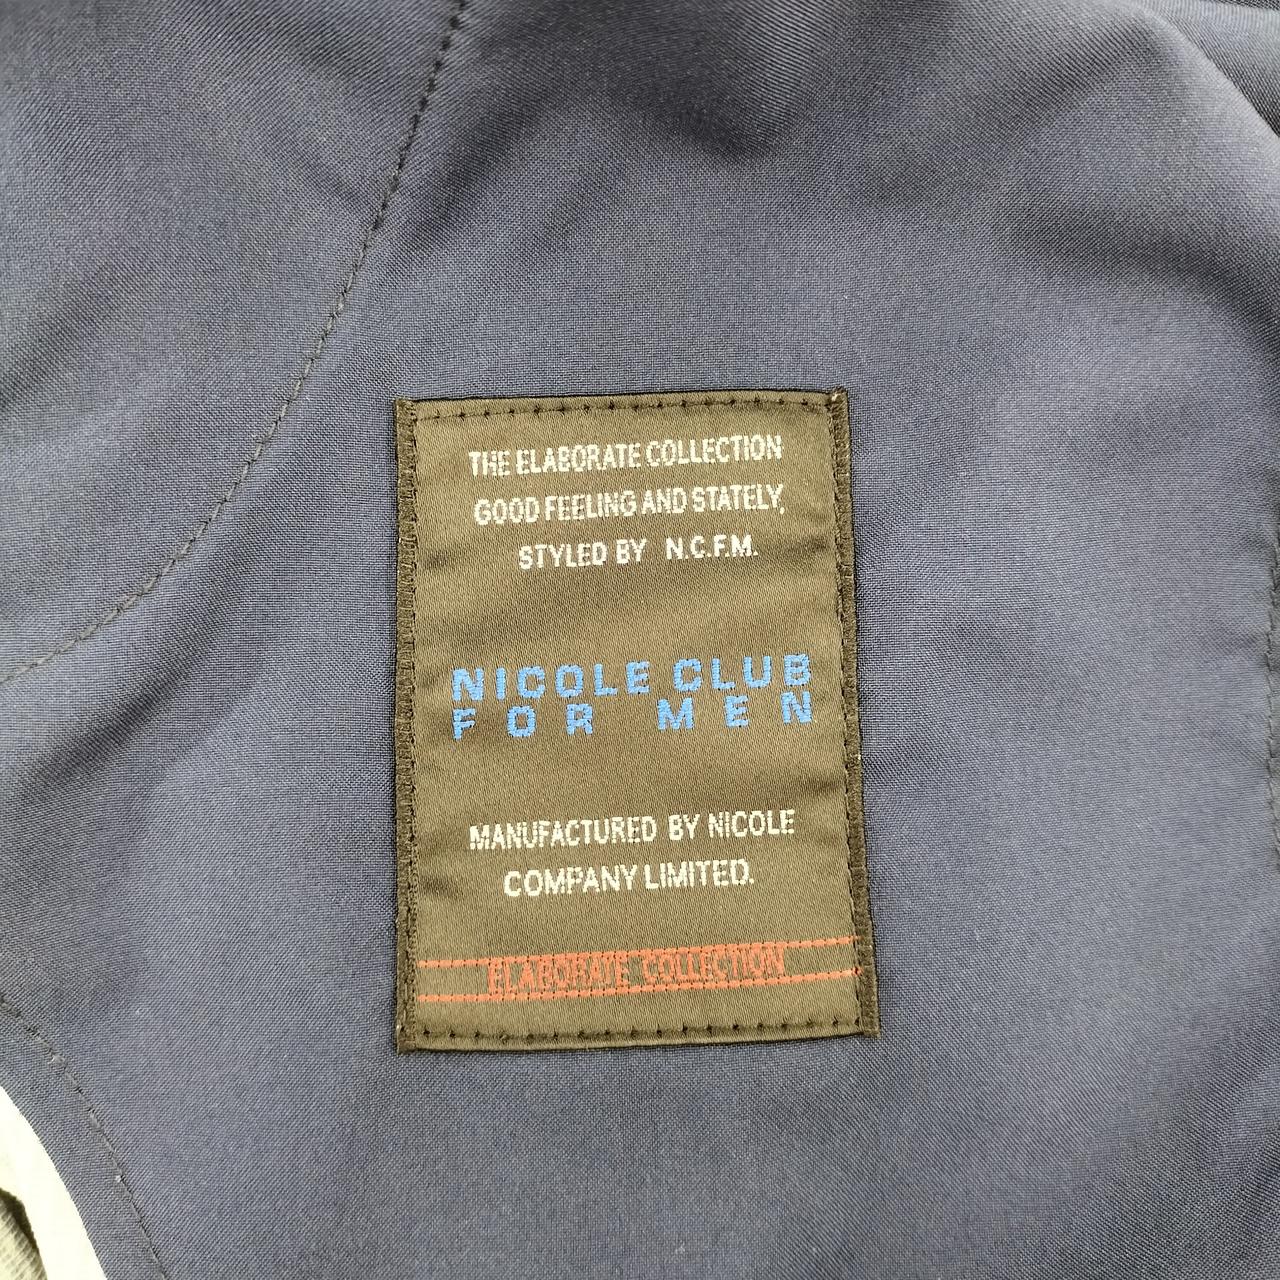 THE ELABORATE COLLECTION
GOOD FEELING AND STATELY,
STYLED BY N.C.F.M.
NICOLE CLUB
FOR MEN
MANUFACTURED BY NICOLE
COMPANY LIMITED.
ELABORATE COLLECTION